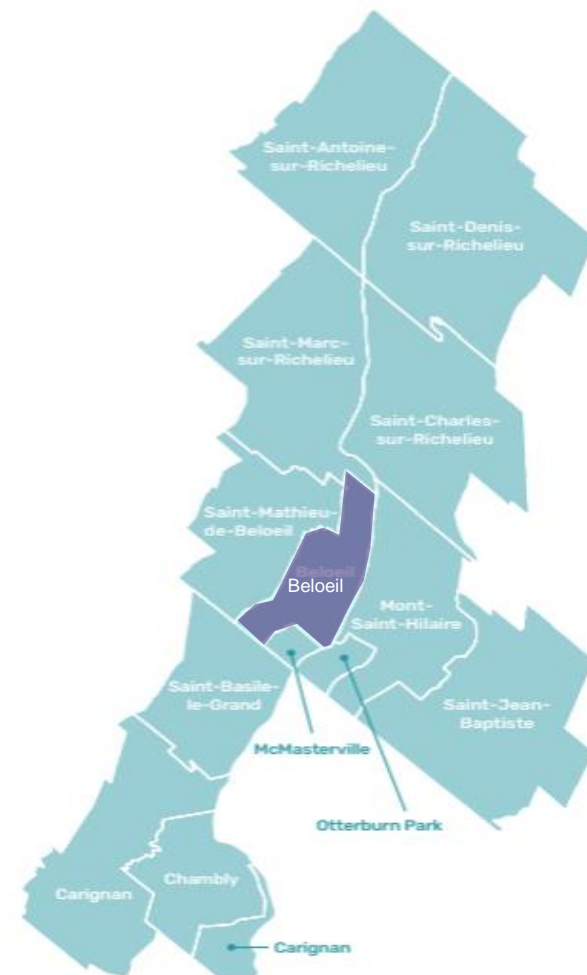 Saint-Antoine-
sur-Richelieu
Saint-Denis-
sur-Richelieu
Saint-Marc-
sur-Richelieu
Saint-Charles-
sur-Richelieu
Saint-Mathieu-
de-Beloeil
Beloeil
Beloeil
Mont-
Saint-Hilaire
Saint-Basile-
le-Grand
Saint-Jean-
Baptiste
McMasterville
Otterburn Park
Carignan
Chambly
Carignan